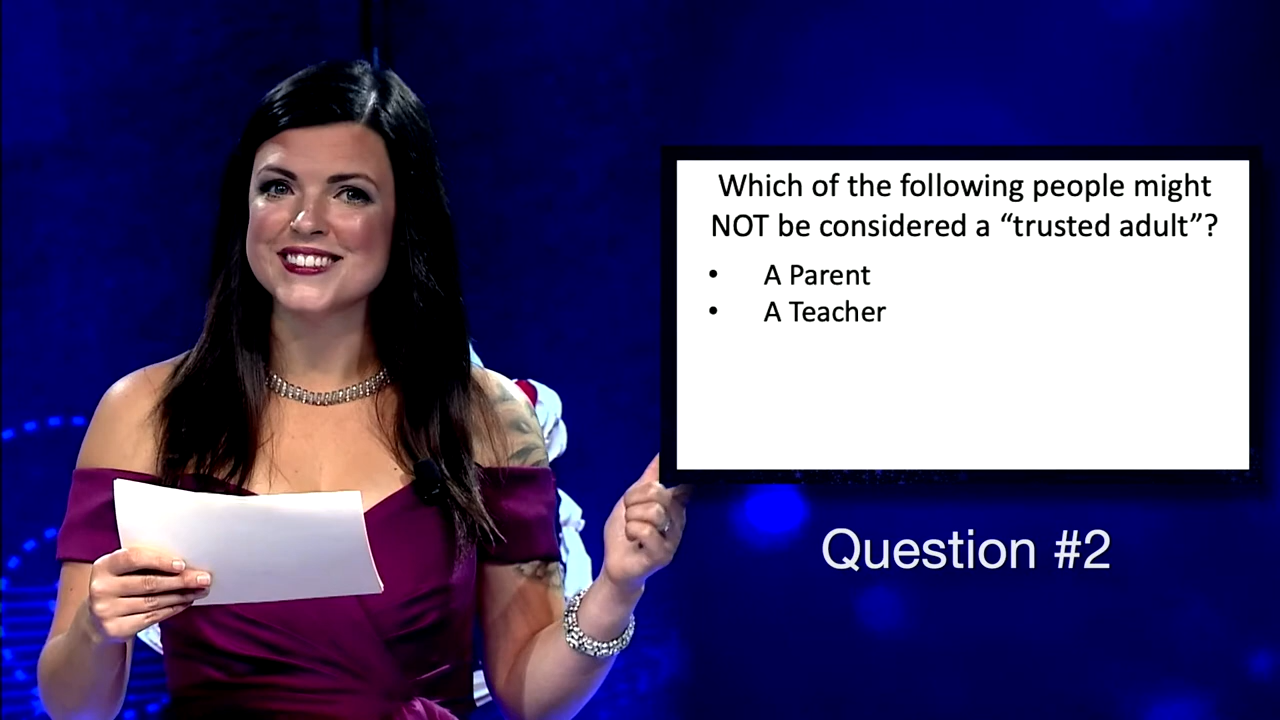 Which of the following people might
NOT be considered a “trusted adult”?
• A Parent
• A Teacher
Question #2